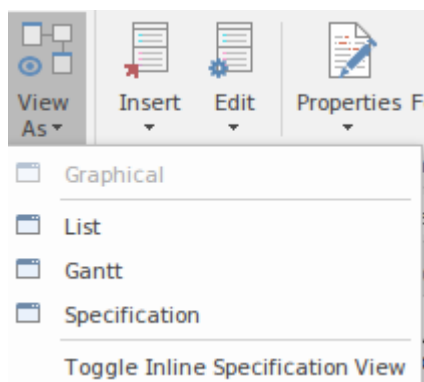 View As
Insert
Edit
Properties
Graphical
List
Gantt
Specification
Toggle Inline Specification View